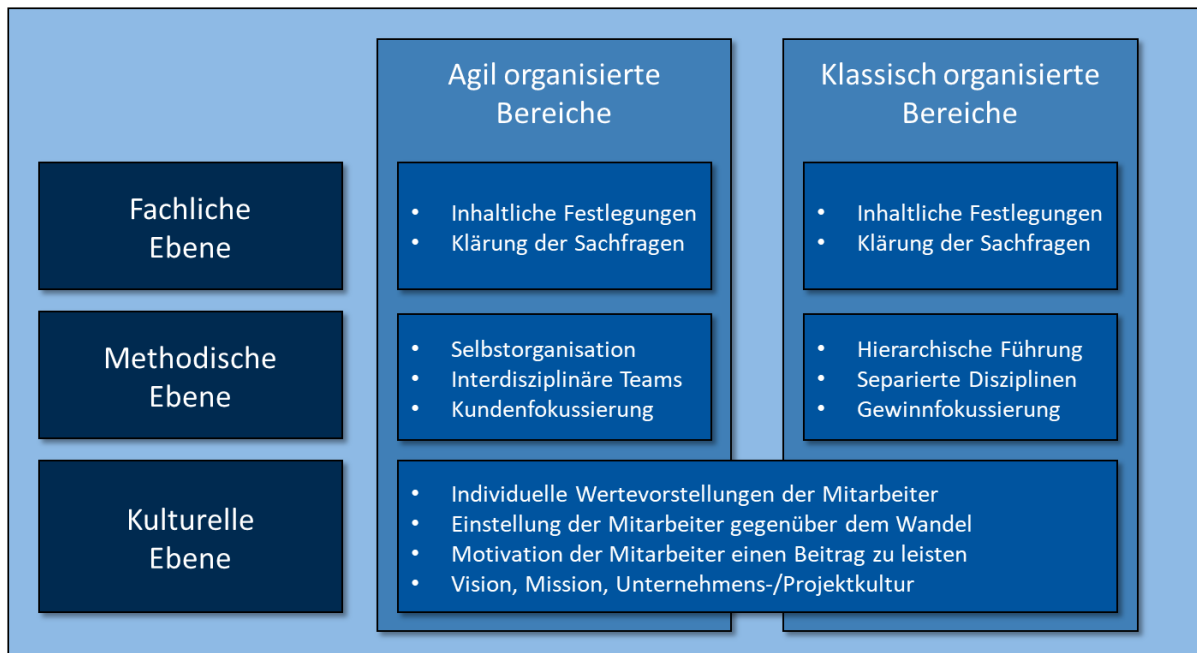 Agil organisierte
Bereiche
Klassisch organisierte
Bereiche
Fachliche
Ebene
• Inhaltliche Festlegungen
• Klärung der Sachfragen
• Inhaltliche Festlegungen
• Klärung der Sachfragen
Methodische
Ebene
• Selbstorganisation
• Interdisziplinäre Teams
• Kundenfokussierung
• Hierarchische Führung
• Separierte Disziplinen
• Gewinnfokussierung
Kulturelle
Ebene
• Individuelle Wertevorstellungen der Mitarbeiter
• Einstellung der Mitarbeiter gegenüber dem Wandel
• Motivation der Mitarbeiter einen Beitrag zu leisten
• Vision, Mission, Unternehmens-/Projektkultur